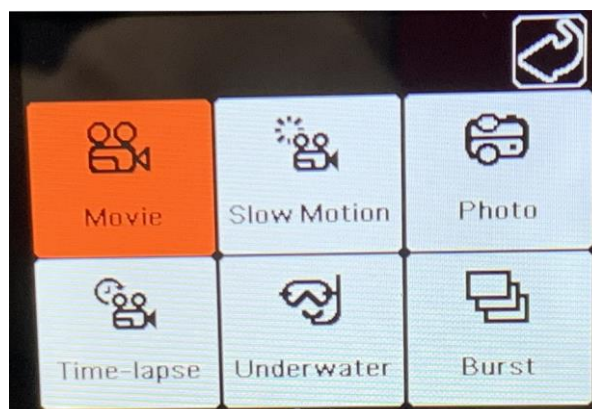 Movie
Slow Motion
Photo
Time-lapse
Underwater
Burst